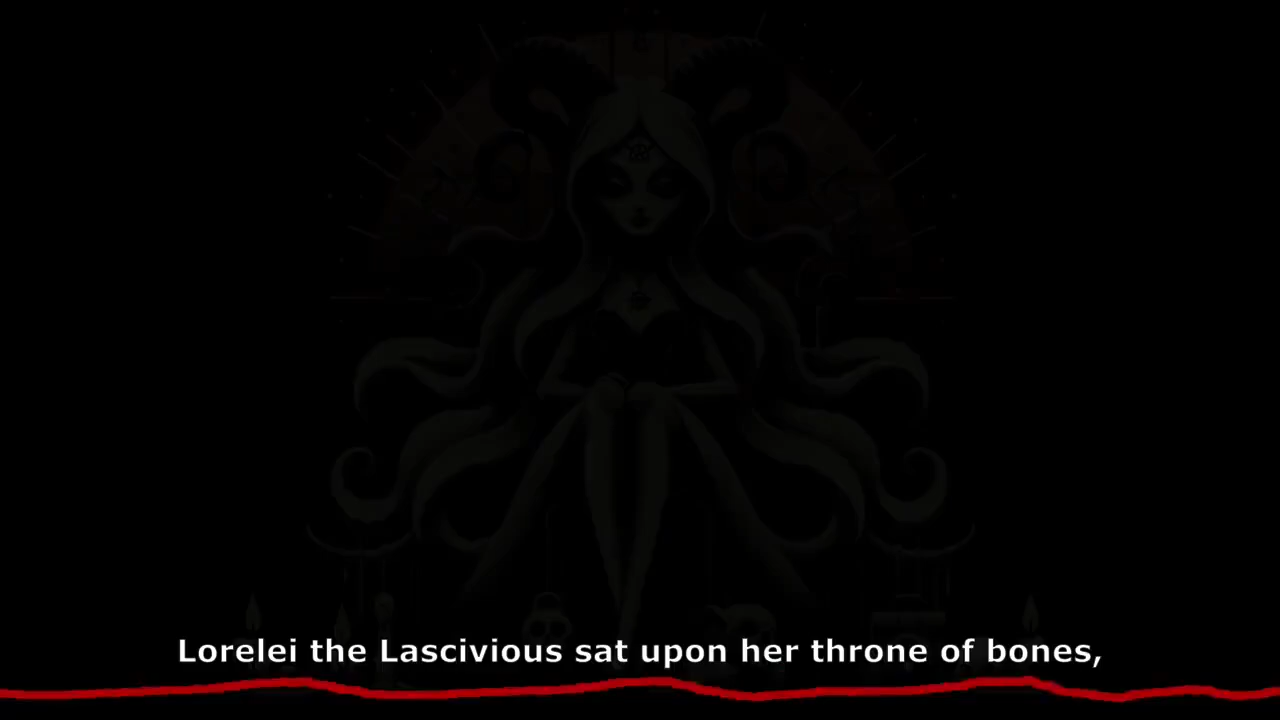 Lorelei the Lascivious sat upon her throne of bones,